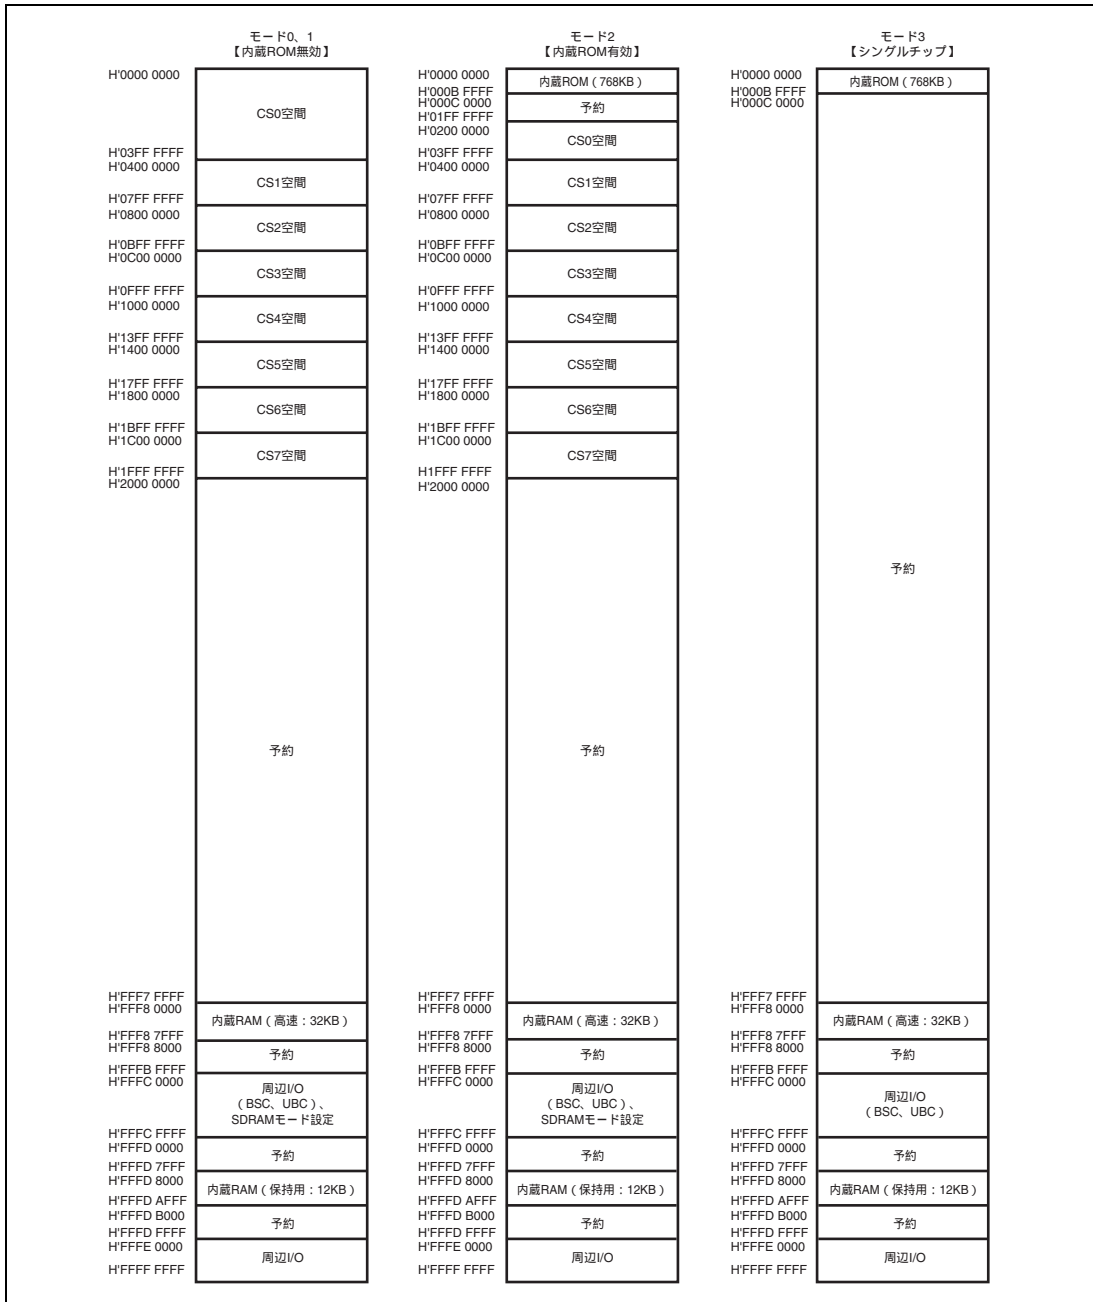 モード0、1
【内蔵ROM無効】
H'0000 0000
CS0空間
H'03FF FFFF
H'0400 0000
CS1空間
H'07FF FFFF
H'0800 0000
CS2空間
H'0BFF FFFF
H'0C00 0000
CS3空間
H'0FFF FFFF
H'1000 0000
CS4空間
H'13FF FFFF
H'1400 0000
CS5空間
H'17FF FFFF
H'1800 0000
CS6空間
H'1BFF FFFF
H'1C00 0000
CS7空間
H'1FFF FFFF
H'2000 0000
予約
H'FFF7 FFFF
H'FFF8 0000
内蔵RAM（高速：32KB）
H'FFF8 7FFF
H'FFF8 8000
予約
H'FFFB FFFF
H'FFFC 0000
周辺I/O
（BSC、UBC）、
SDRAMモード設定
H'FFFC FFFF
H'FFFD 0000
予約
H'FFFD 7FFF
H'FFFD 8000
内蔵RAM（保持用：12KB）
H'FFFD AFFF
H'FFFD B000
予約
H'FFFD FFFF
H'FFFE 0000
周辺I/O
H'FFFF FFFF
モード2
【内蔵ROM有効】
H'0000 0000
内蔵ROM（768KB）
H'000B FFFF
H'000C 0000
予約
H'01FF FFFF
H'0200 0000
CS0空間
H'03FF FFFF
H'0400 0000
CS1空間
H'07FF FFFF
H'0800 0000
CS2空間
H'0BFF FFFF
H'0C00 0000
CS3空間
H'0FFF FFFF
H'1000 0000
CS4空間
H'13FF FFFF
H'1400 0000
CS5空間
H'17FF FFFF
H'1800 0000
CS6空間
H'1BFF FFFF
H'1C00 0000
CS7空間
H1FFF FFFF
H'2000 0000
予約
H'FFF7 FFFF
H'FFF8 0000
内蔵RAM（高速：32KB）
H'FFF8 7FFF
H'FFF8 8000
予約
H'FFFB FFFF
H'FFFC 0000
周辺I/O
（BSC、UBC）、
SDRAMモード設定
H'FFFC FFFF
H'FFFD 0000
予約
H'FFFD 7FFF
H'FFFD 8000
内蔵RAM（保持用：12KB）
H'FFFD AFFF
H'FFFD B000
予約
H'FFFD FFFF
H'FFFE 0000
周辺I/O
H'FFFF FFFF
モード3
【シングルチップ】
H'0000 0000
内蔵ROM（768KB）
H'000B FFFF
H'000C 0000
予約
H'FFF7 FFFF
H'FFF8 0000
内蔵RAM（高速：32KB）
H'FFF8 7FFF
H'FFF8 8000
予約
H'FFFB FFFF
H'FFFC 0000
周辺I/O
（BSC、UBC）
H'FFFC FFFF
H'FFFD 0000
予約
H'FFFD 7FFF
H'FFFD 8000
内蔵RAM（保持用：12KB）
H'FFFD AFFF
H'FFFD B000
予約
H'FFFD FFFF
H'FFFE 0000
周辺I/O
H'FFFF FFFF